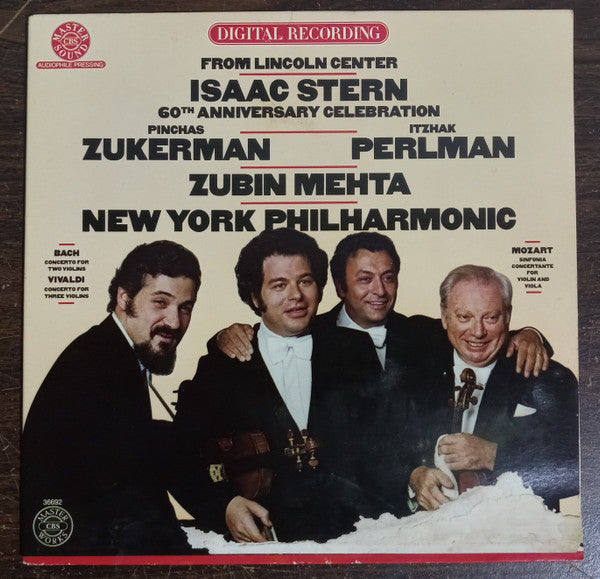 DIGITAL RECORDING
MASTER
CBS
SOUND
AUDIOPHILE PRESSING
FROM LINCOLN CENTER
ISAAC STERN
60TH ANNIVERSARY CELEBRATION
PINCHAS
ZUKERMAN
ITZHAK
PERLMAN
ZUBIN MEHTA
NEW YORK PHILHARMONIC
BACH
CONCERTO FOR
TWO VIOLINS
VIVALDI
CONCERTO FOR
THREE VIOLINS
MOZART
SINFONIA
CONCERTANTE
FOR
VIOLIN AND
VIOLA
36692
MASTER
CBS
WORKS